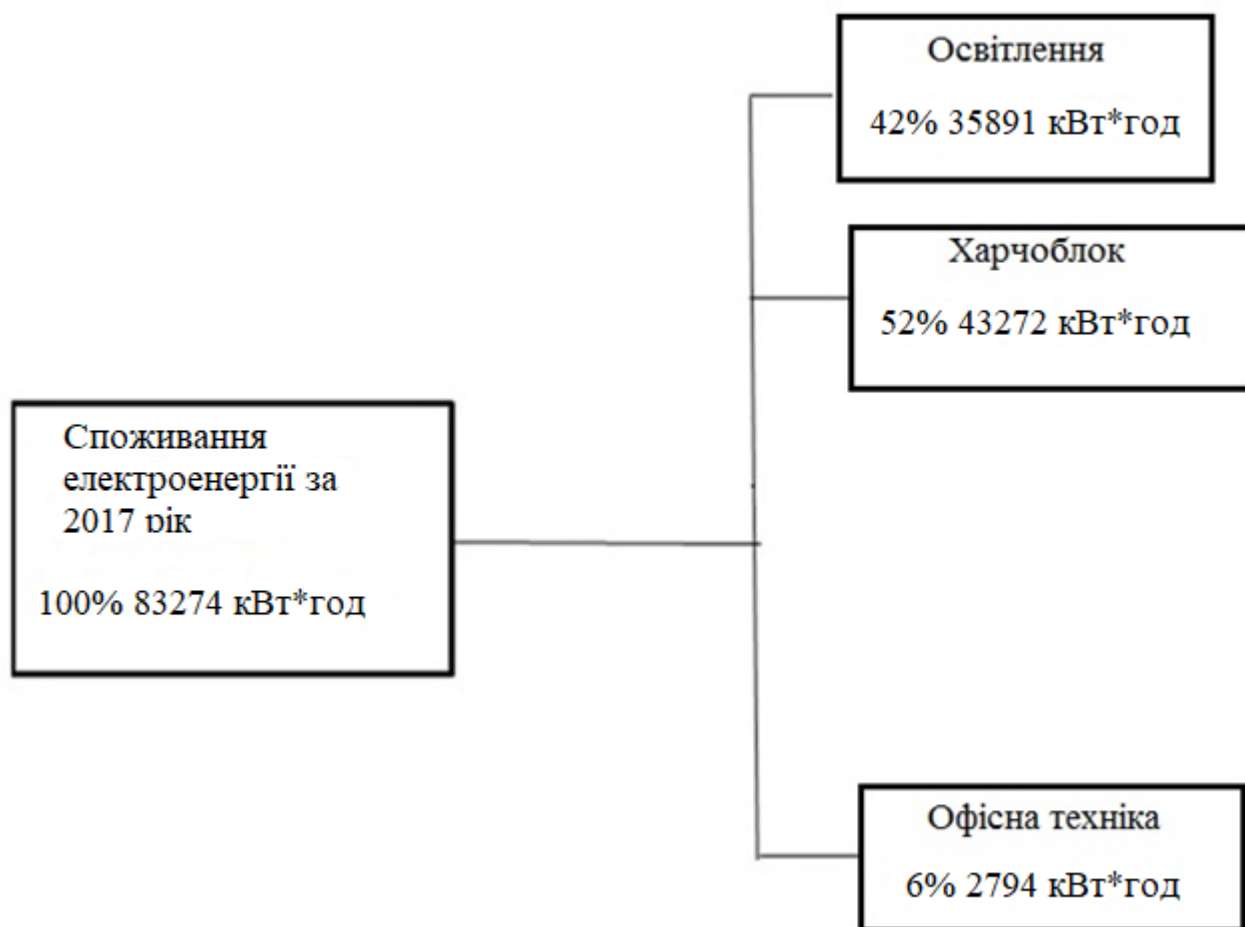 Освітлення
42% 35891 кВт*год
Харчоблок
52% 43272 кВт*год
Споживання
електроенергії за
2017 рік
100% 83274 кВт*год
Офісна техніка
6% 2794 кВт*год